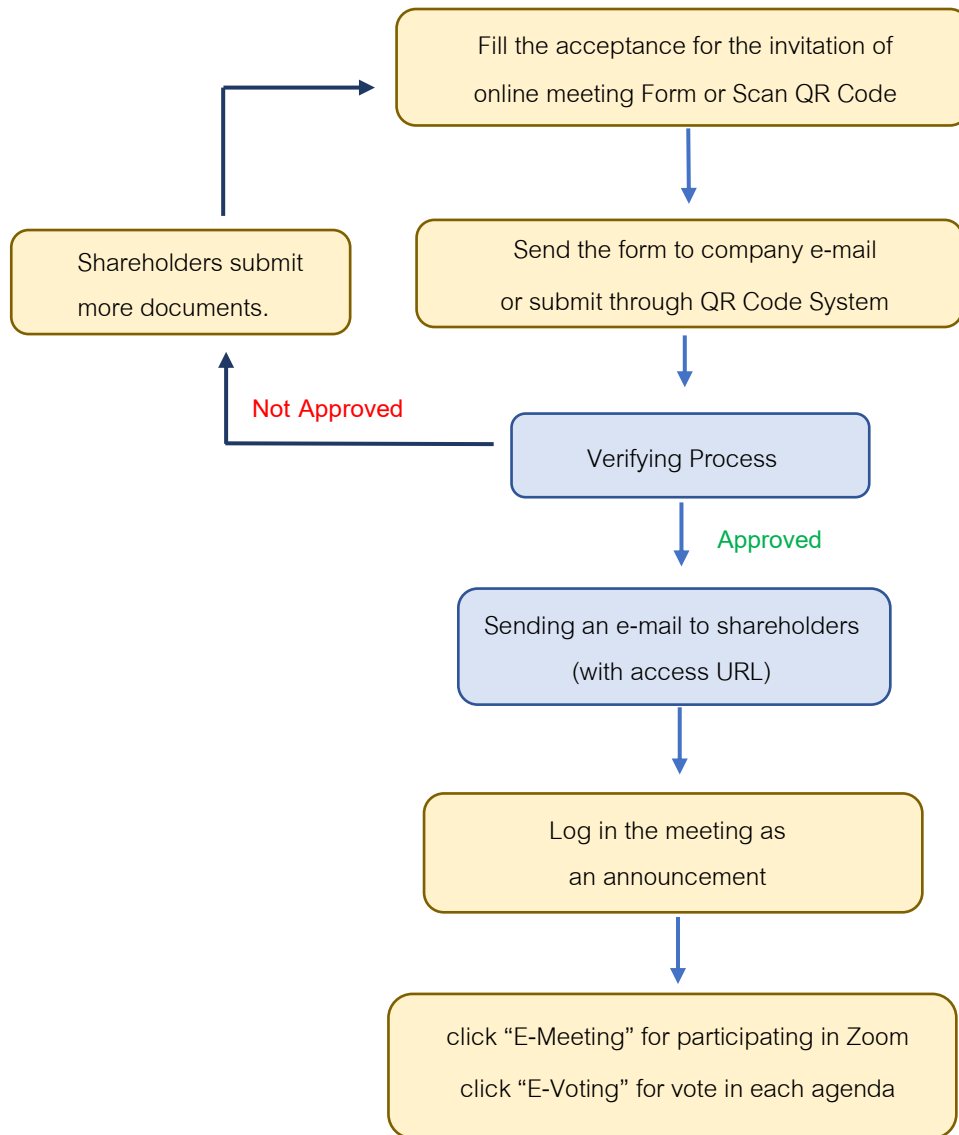 Fill the acceptance for the invitation of
online meeting Form or Scan QR Code
Shareholders submit
more documents.
Send the form to company e-mail
or submit through QR Code System
Not Approved
Verifying Process
Approved
Sending an e-mail to shareholders
(with access URL)
Log in the meeting as
an announcement
click “E-Meeting” for participating in Zoom
click “E-Voting” for vote in each agenda